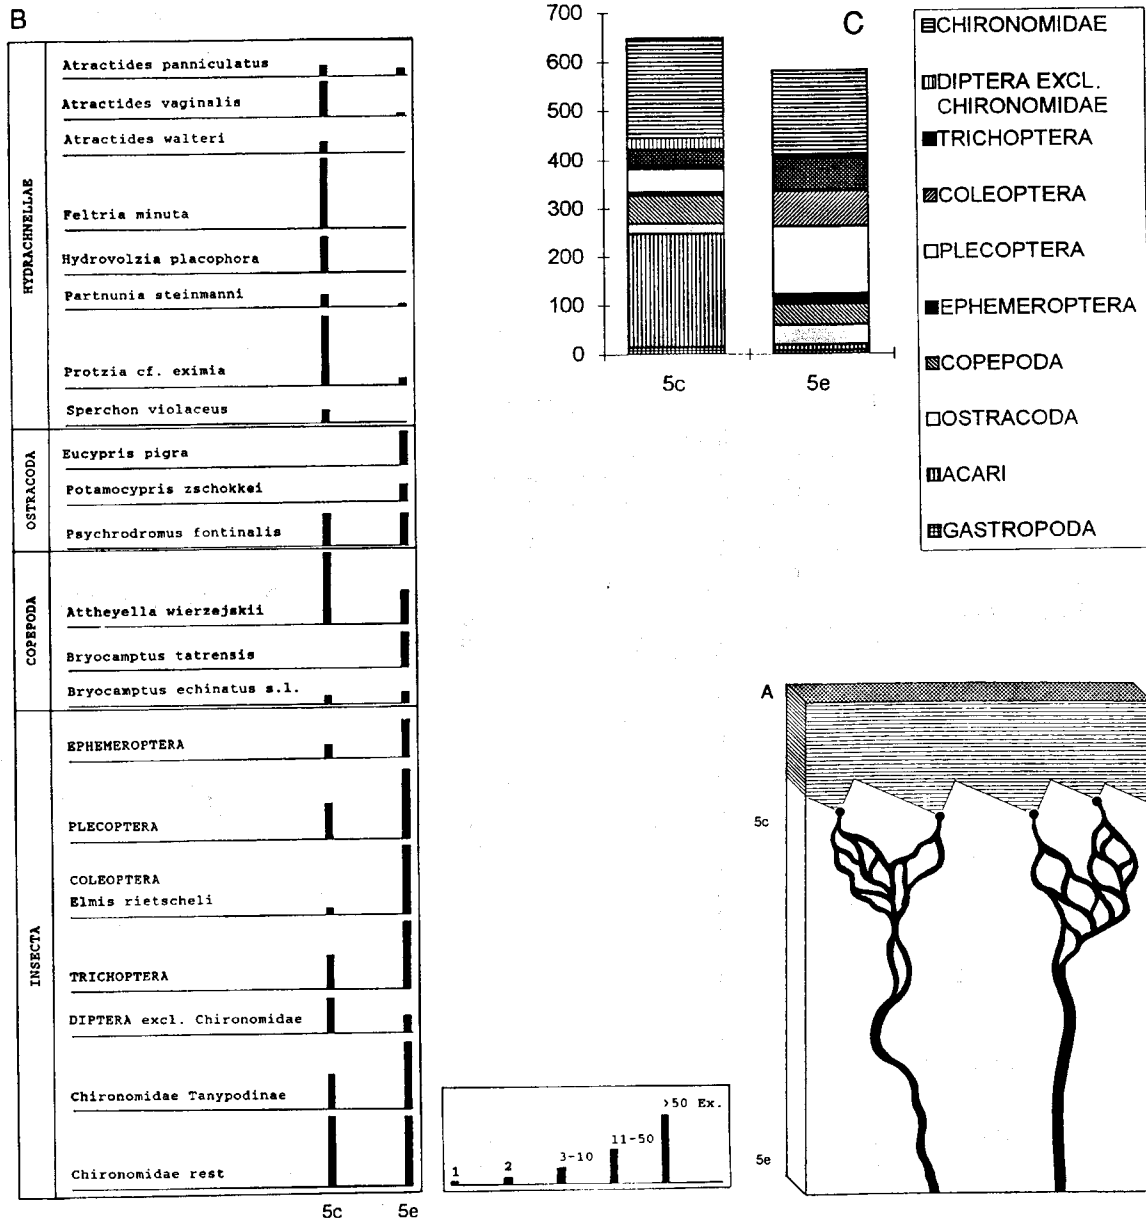 B
HYDRACHNELLAE
Atractides panniculatus
Atractides vaginalis
Atractides walteri
Feltria minuta
Hydrovolzia placophora
Partnunia steinmanni
Protzia cf. eximia
Sperchon violaceus
OSTRACODA
Eucypris pigra
Potamocypris zschokkei
Psychrodromus fontinalis
COPEPODA
Attheyella wierzejskii
Bryocamptus tatrensis
Bryocamptus echinatus s.l.
INSECTA
EPHEMEROPTERA
PLECOPTERA
COLEOPTERA
Elmis rietscheli
TRICHOPTERA
DIPTERA excl. Chironomidae
Chironomidae Tanypodinae
Chironomidae rest
5c 5e
1 2 3-10 11-50 >50 Ex.
C
700
600
500
400
300
200
100
0
5c 5e
CHIRONOMIDAE
DIPTERA EXCL.
CHIRONOMIDAE
TRICHOPTERA
COLEOPTERA
PLECOPTERA
EPHEMEROPTERA
COPEPODA
OSTRACODA
ACARI
GASTROPODA
A
5c
5e